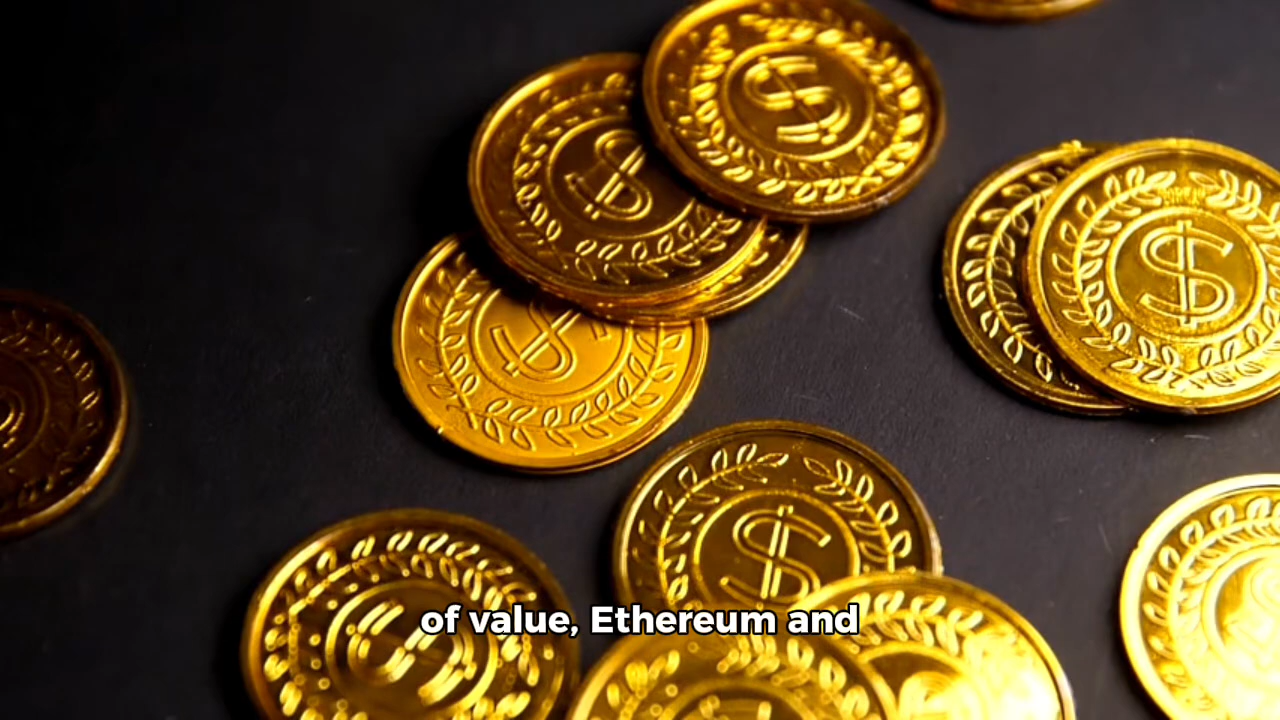 of value, Ethereum and